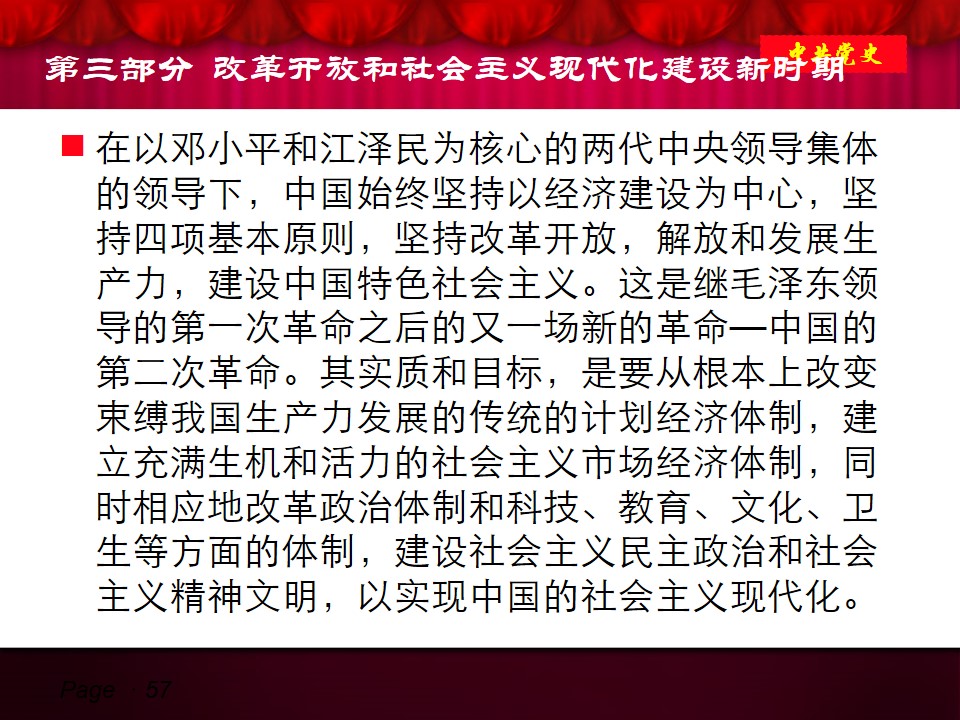 中共党史
第三部分 改革开放和社会主义现代化建设新时期
在以邓小平和江泽民为核心的两代中央领导集体
的领导下，中国始终坚持以经济建设为中心，坚
持四项基本原则，坚持改革开放，解放和发展生
产力，建设中国特色社会主义。这是继毛泽东领
导的第一次革命之后的又一场新的革命—中国的
第二次革命。其实质和目标，是要从根本上改变
束缚我国生产力发展的传统的计划经济体制，建
立充满生机和活力的社会主义市场经济体制，同
时相应地改革政治体制和科技、教育、文化、卫
生等方面的体制，建设社会主义民主政治和社会
主义精神文明，以实现中国的社会主义现代化。
Page 57